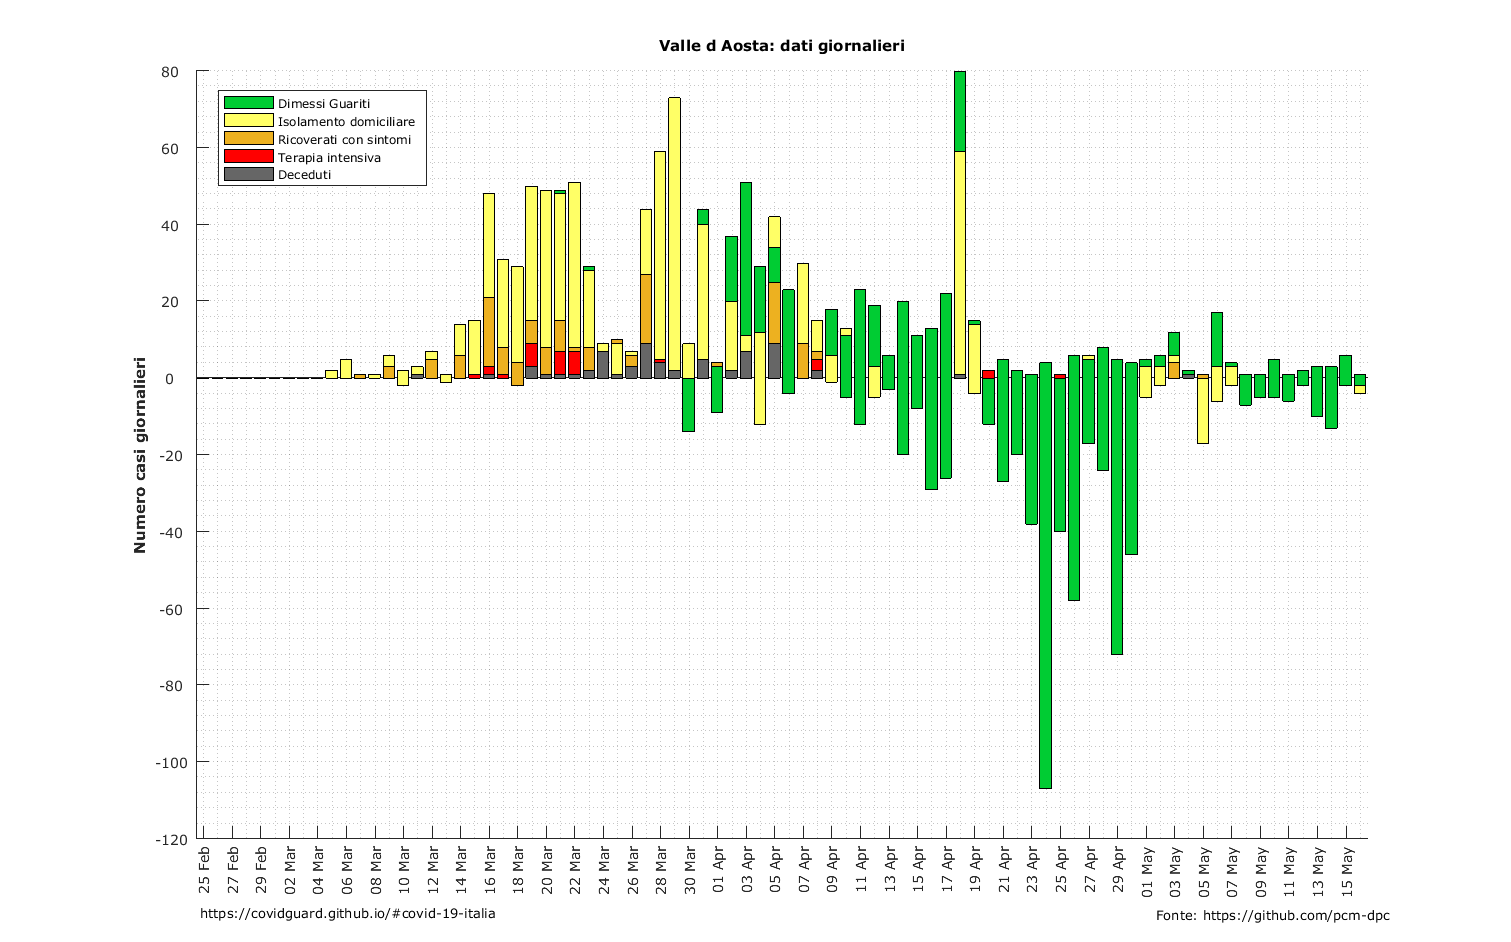 Valle d Aosta: dati giornalieri
Dimessi Guariti
Isolamento domiciliare
Ricoverati con sintomi
Terapia intensiva
Deceduti
Numero casi giornalieri
80
60
40
20
0
-20
-40
-60
-80
-100
-120
25 Feb
27 Feb
29 Feb
02 Mar
04 Mar
06 Mar
08 Mar
10 Mar
12 Mar
14 Mar
16 Mar
18 Mar
20 Mar
22 Mar
24 Mar
26 Mar
28 Mar
30 Mar
01 Apr
03 Apr
05 Apr
07 Apr
09 Apr
11 Apr
13 Apr
15 Apr
17 Apr
19 Apr
21 Apr
23 Apr
25 Apr
27 Apr
29 Apr
01 May
03 May
05 May
07 May
09 May
11 May
13 May
15 May
https://covidguard.github.io/#covid-19-italia
Fonte: https://github.com/pcm-dpc